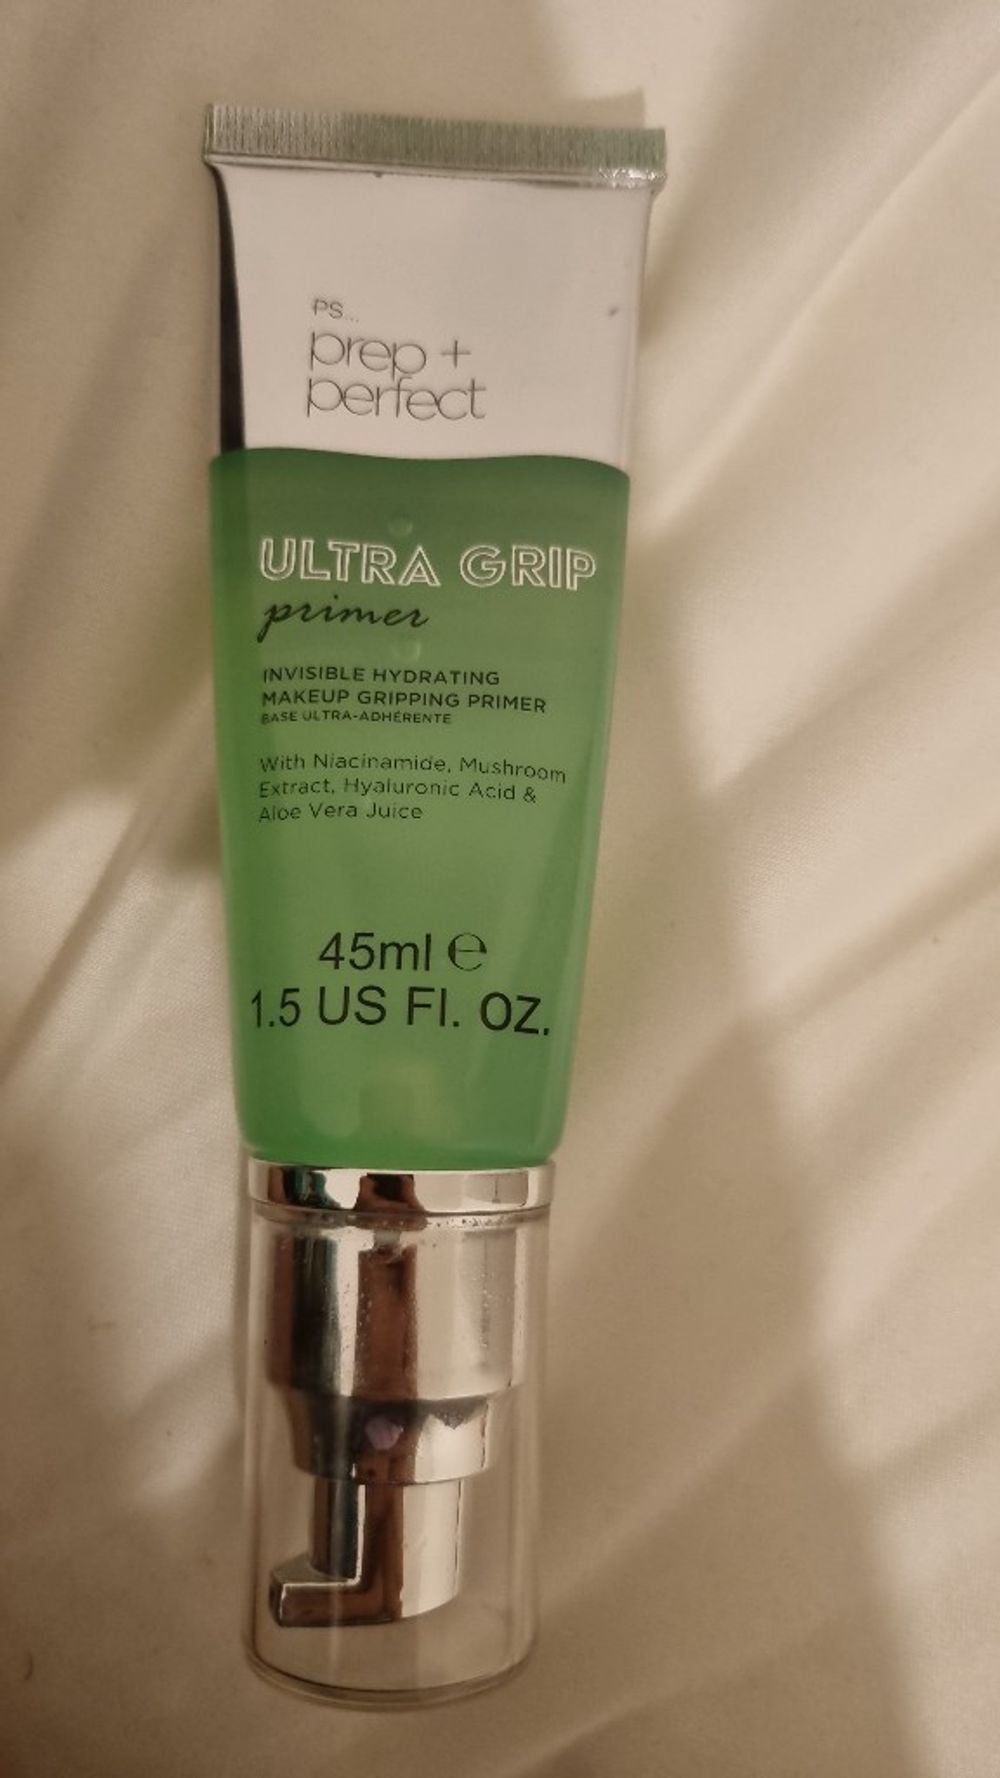 PS...
prep +
perfect
ULTRA GRIP
primer
INVISIBLE HYDRATING
MAKEUP GRIPPING PRIMER
BASE ULTRA-ADHÉRENTE
With Niacinamide, Mushroom
Extract, Hyaluronic Acid &
Aloe Vera Juice
45ml ℮
1.5 US Fl. OZ.